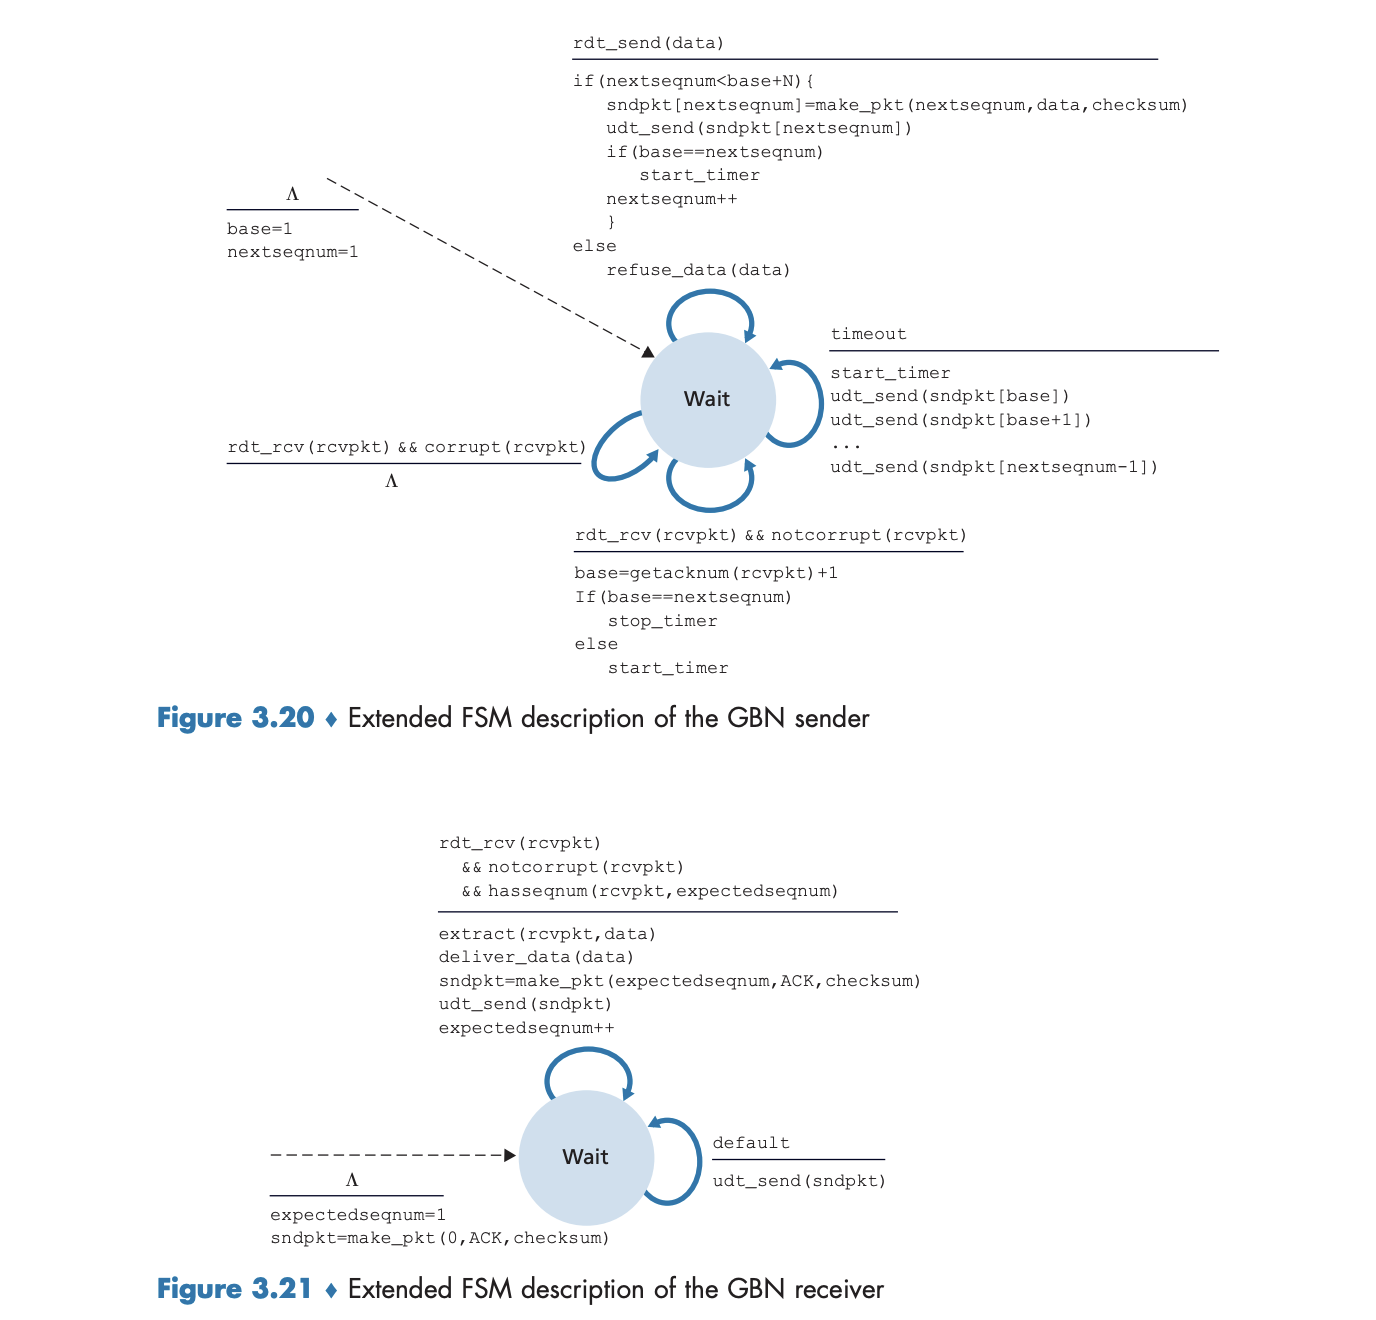 rdt_send(data)
if(nextseqnum<base+N){
sndpkt[nextseqnum]=make_pkt(nextseqnum,data,checksum)
udt_send(sndpkt[nextseqnum])
if(base==nextseqnum)
start_timer
nextseqnum++
}
else
refuse_data(data)
Λ
base=1
nextseqnum=1
Wait
timeout
start_timer
udt_send(sndpkt[base])
udt_send(sndpkt[base+1])
...
udt_send(sndpkt[nextseqnum-1])
rdt_rcv(rcvpkt) && corrupt(rcvpkt)
Λ
rdt_rcv(rcvpkt) && notcorrupt(rcvpkt)
base=getacknum(rcvpkt)+1
If(base==nextseqnum)
stop_timer
else
start_timer
Figure 3.20 ♦ Extended FSM description of the GBN sender
rdt_rcv(rcvpkt)
&& notcorrupt(rcvpkt)
&& hasseqnum(rcvpkt,expectedseqnum)
extract(rcvpkt,data)
deliver_data(data)
sndpkt=make_pkt(expectedseqnum,ACK,checksum)
udt_send(sndpkt)
expectedseqnum++
Wait
default
udt_send(sndpkt)
Λ
expectedseqnum=1
sndpkt=make_pkt(0,ACK,checksum)
Figure 3.21 ♦ Extended FSM description of the GBN receiver